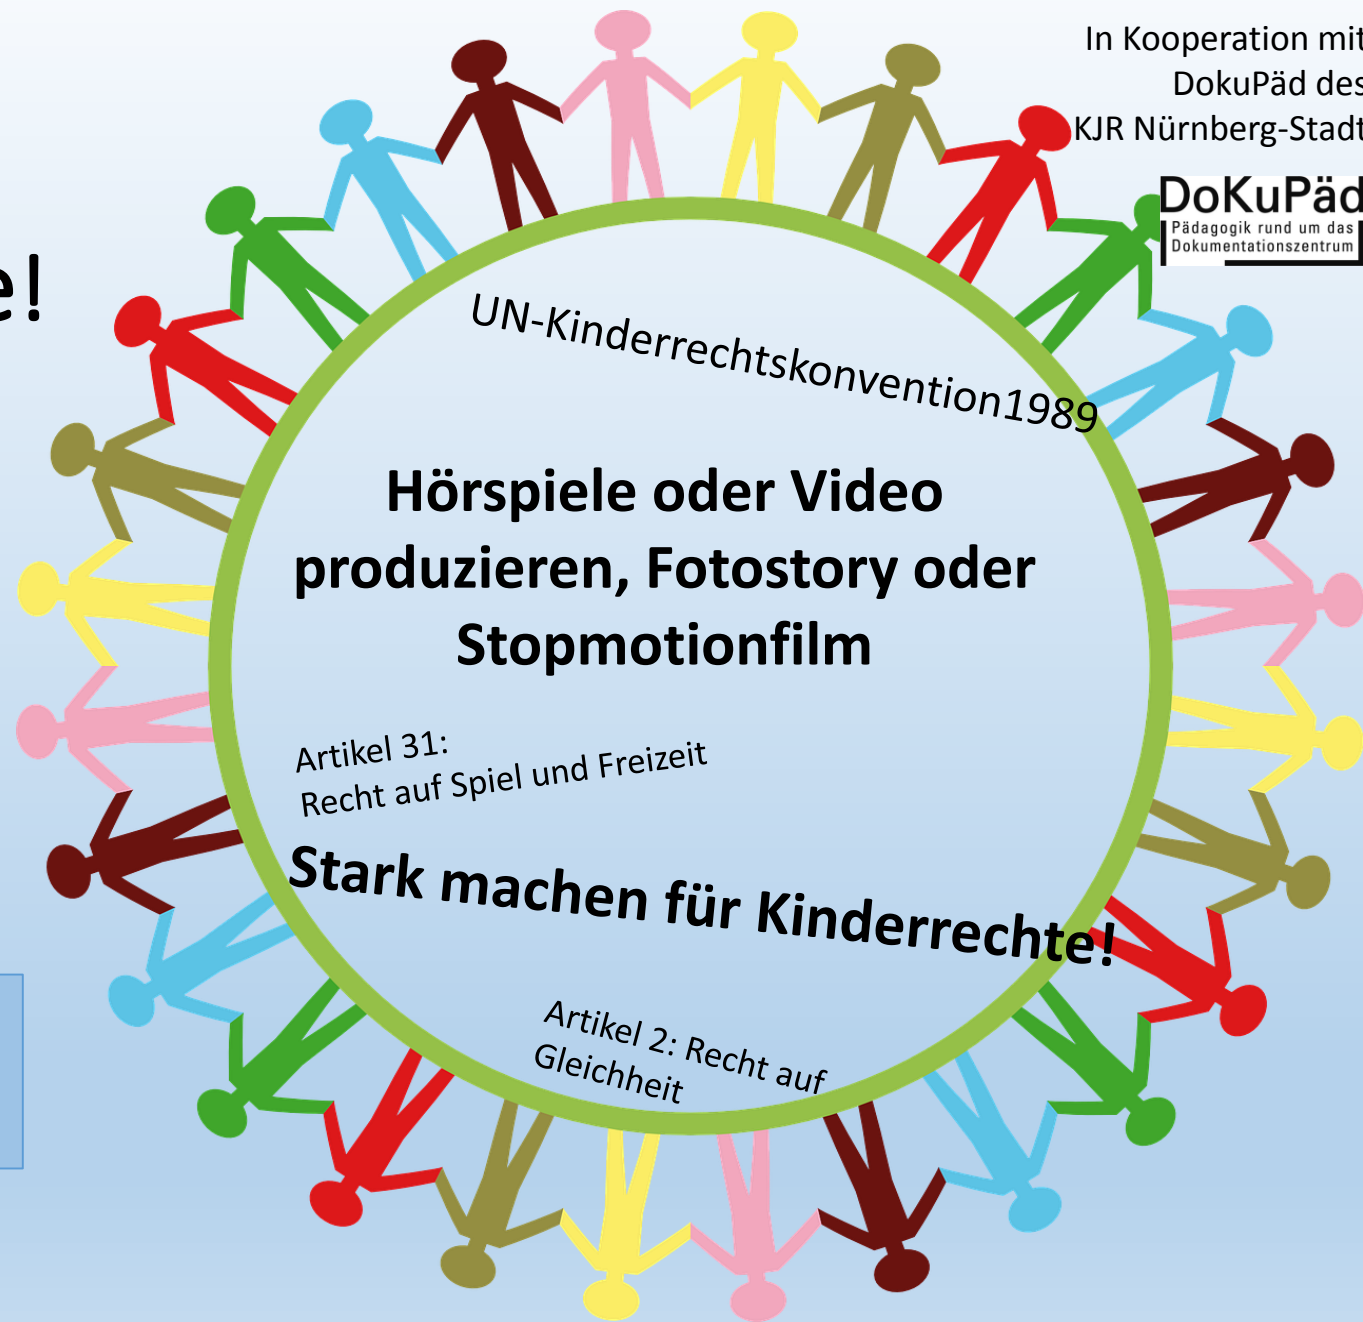 In Kooperation mit
DokuPäd des
KJR Nürnberg-Stadt
DoKuPäd
Pädagogik rund um das
Dokumentationszentrum
e!
UN-Kinderrechtskonvention1989
Hörspiele oder Video
produzieren, Fotostory oder
Stopmotionfilm
Artikel 31:
Recht auf Spiel und Freizeit
Stark machen für Kinderrechte!
Artikel 2: Recht auf
Gleichheit